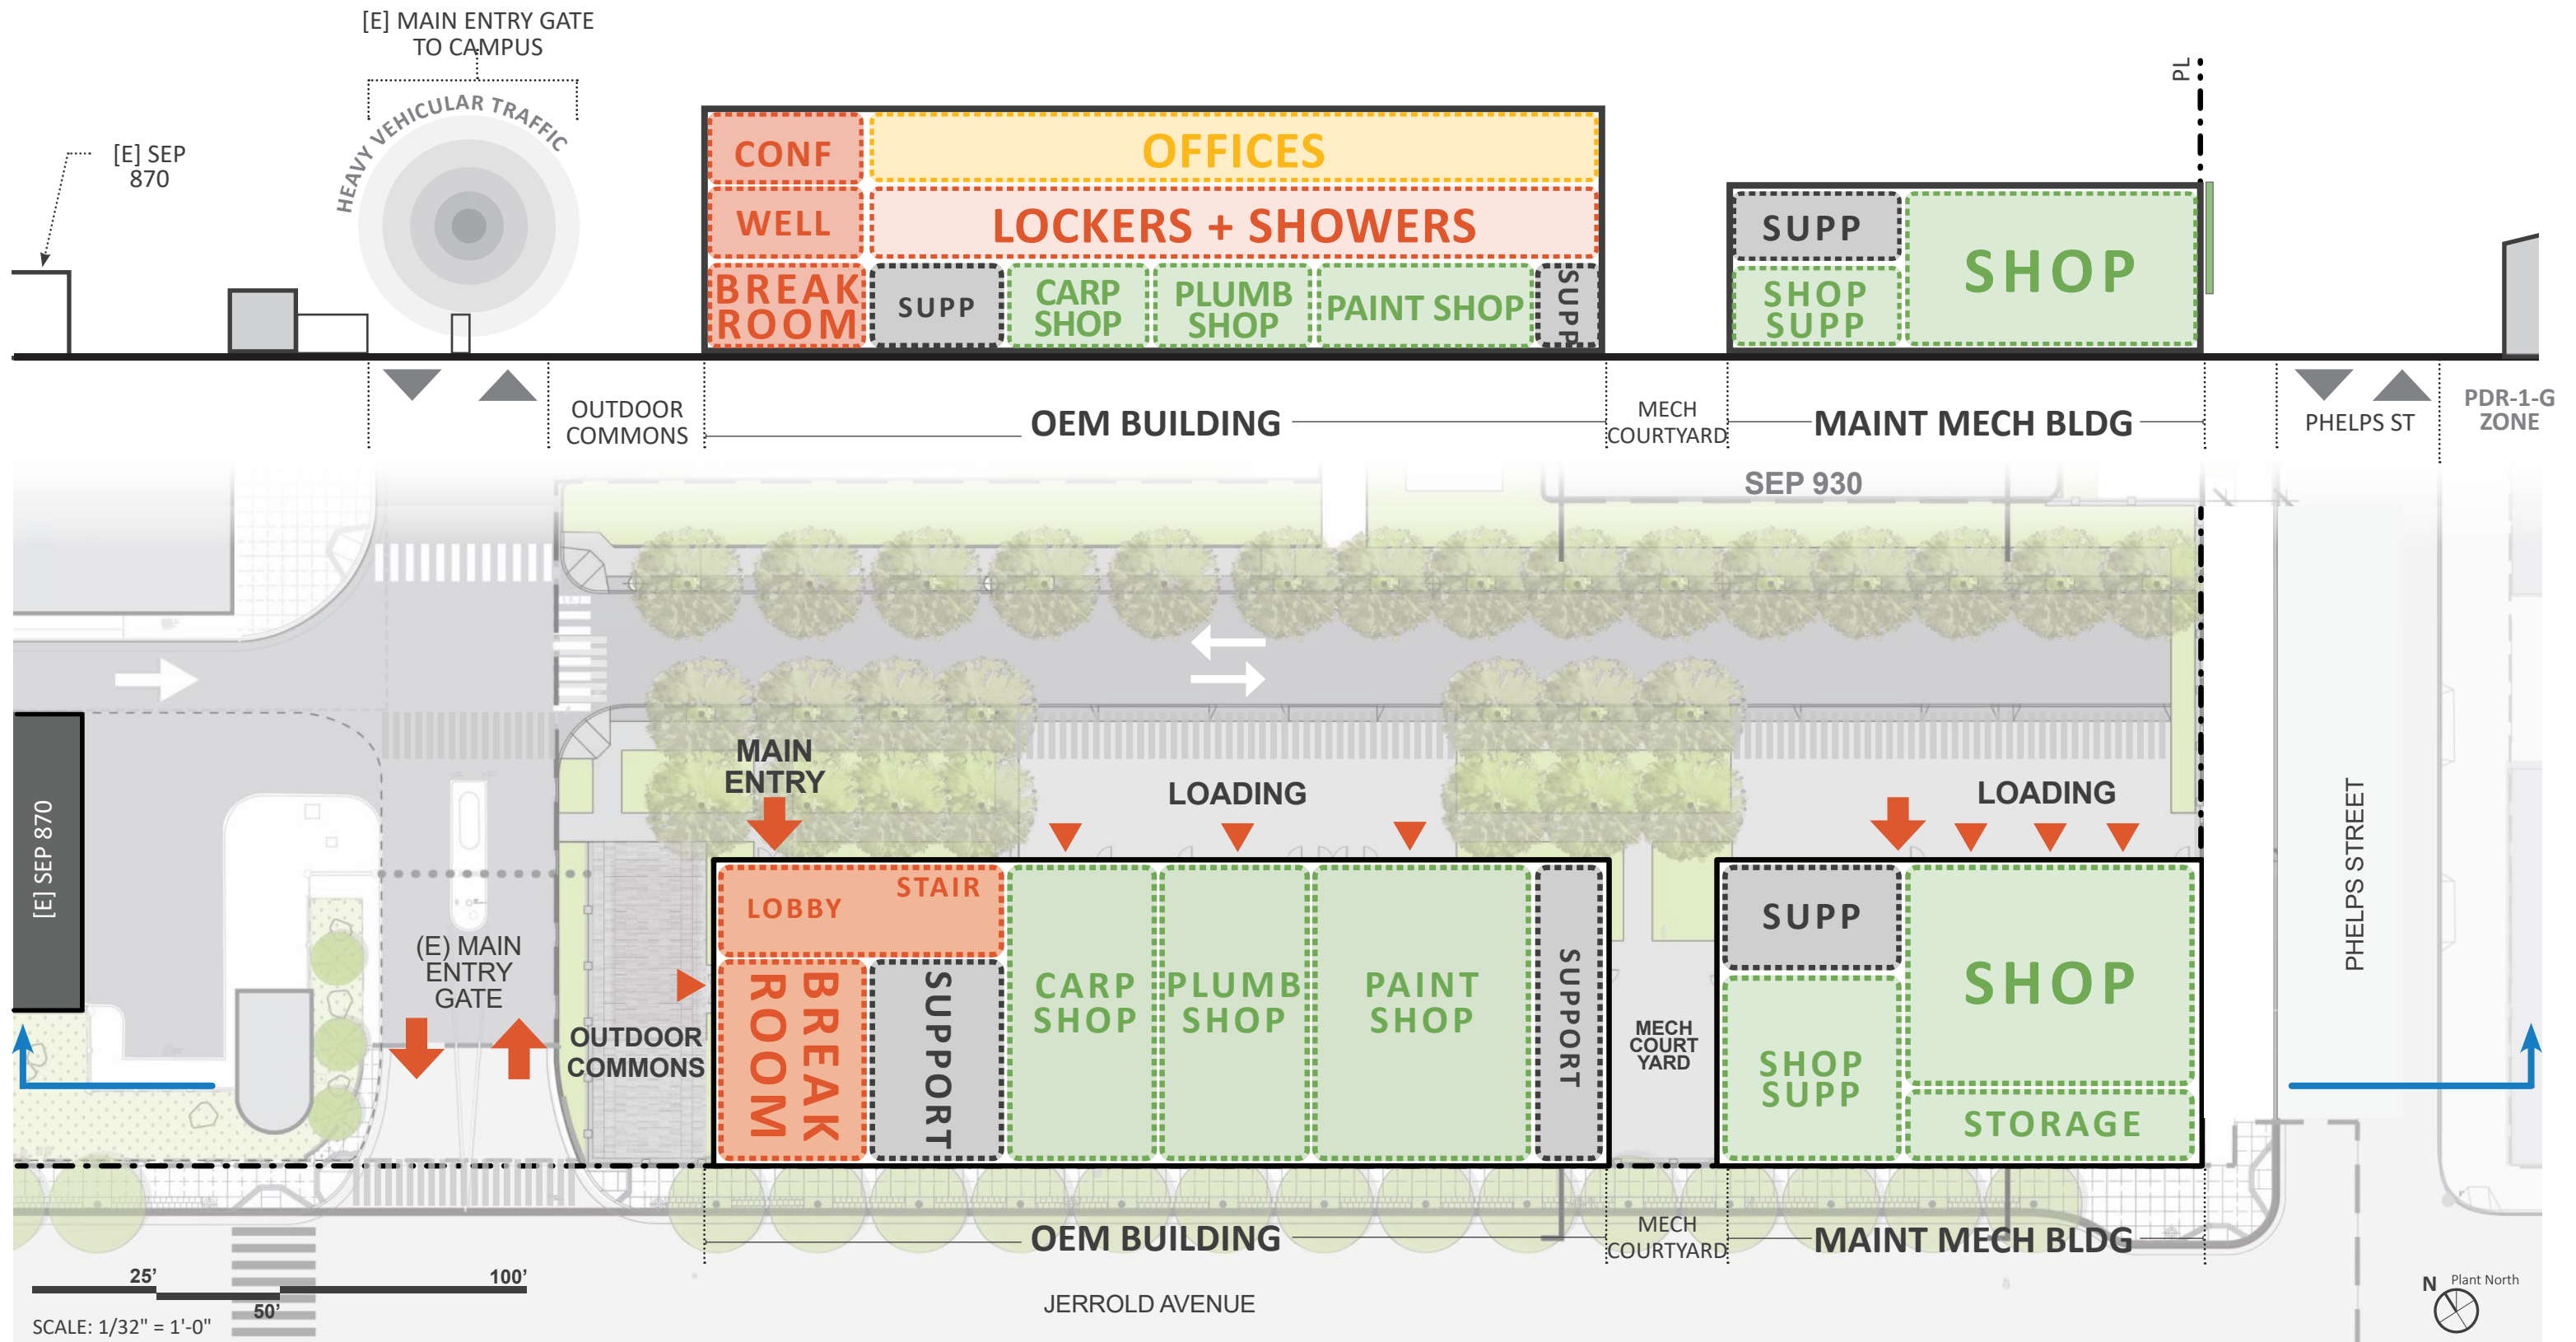 [E] MAIN ENTRY GATE
TO CAMPUS
HEAVY VEHICULAR TRAFFIC
[E] SEP
870
PL
CONF
OFFICES
WELL
LOCKERS + SHOWERS
BREAK
ROOM
SUPP
CARP
SHOP
PLUMB
SHOP
PAINT SHOP
SUPP
SUPP
SHOP
SUPP
SHOP
OUTDOOR
COMMONS
OEM BUILDING
MECH
COURTYARD
MAINT MECH BLDG
PHELPS ST
PDR-1-G
ZONE
SEP 930
MAIN
ENTRY
LOADING
LOADING
[E] SEP 870
(E) MAIN
ENTRY
GATE
OUTDOOR
COMMONS
LOBBY
STAIR
BREAK
ROOM
SUPPORT
CARP
SHOP
PLUMB
SHOP
PAINT
SHOP
SUPPORT
MECH
COURT
YARD
SUPP
SHOP
SUPP
SHOP
STORAGE
PHELPS STREET
OEM BUILDING
MECH
COURTYARD
MAINT MECH BLDG
25'
50'
100'
SCALE: 1/32" = 1'-0"
JERROLD AVENUE
N Plant North